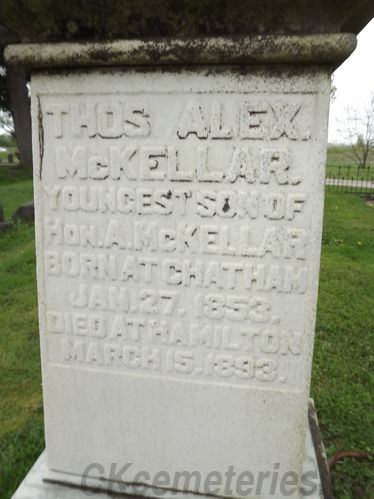 THOS ALEX.
McKELLAR.
YOUNGEST SON OF
HON. A. McKELLAR
BORN AT CHATHAM
JAN. 27. 1853.
DIED AT HAMILTON
MARCH 15. 1893.
CKcemeteries